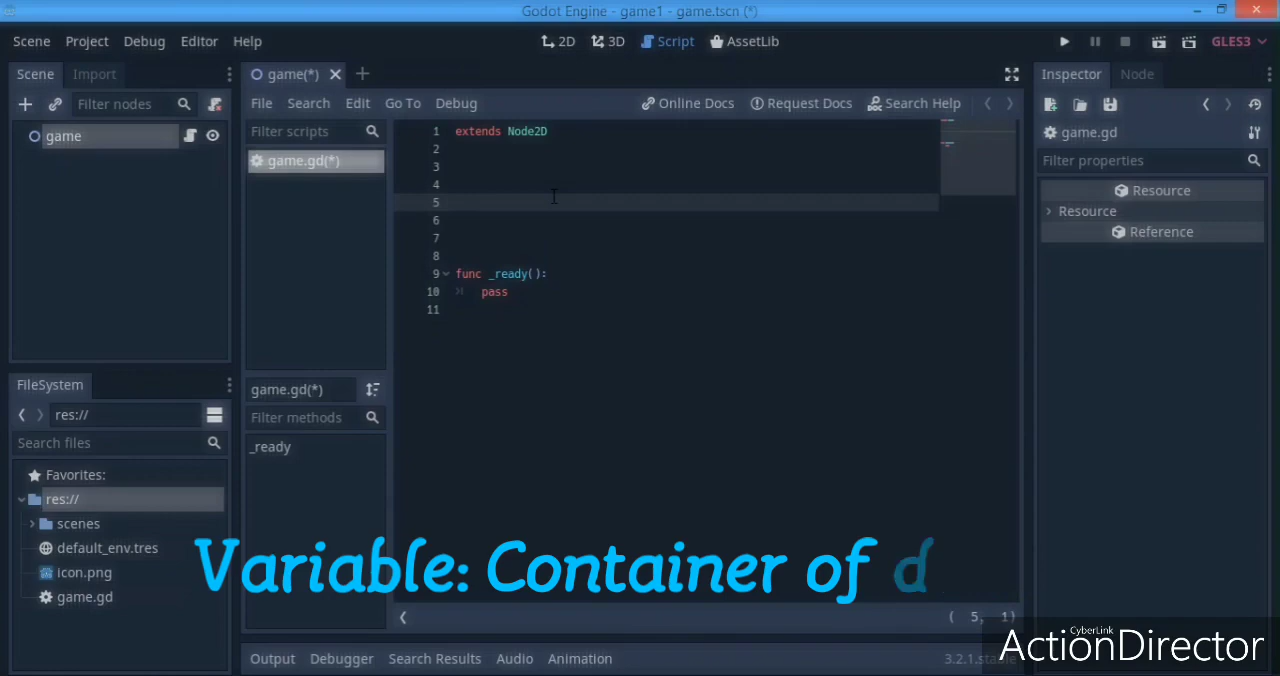 Godot Engine - game1 - game.tscn (*)
Scene Project Debug Editor Help
2D 3D Script AssetLib
GLES3
Scene Import
game(*)
Inspector Node
Filter nodes
File Search Edit Go To Debug
Online Docs Request Docs Search Help
game
Filter scripts
game.gd(*)
game.gd
Filter properties
Resource
Resource
Reference
1 extends Node2D
2
3
4
5
6
7
8
9 func _ready():
10 pass
11
FileSystem
res://
Search files
Favorites:
res://
scenes
default_env.tres
icon.png
game.gd
game.gd(*)
Filter methods
_ready
Variable: Container of d
( 5, 1)
Output Debugger Search Results Audio Animation
3.2.1.stable
CyberLink
ActionDirector